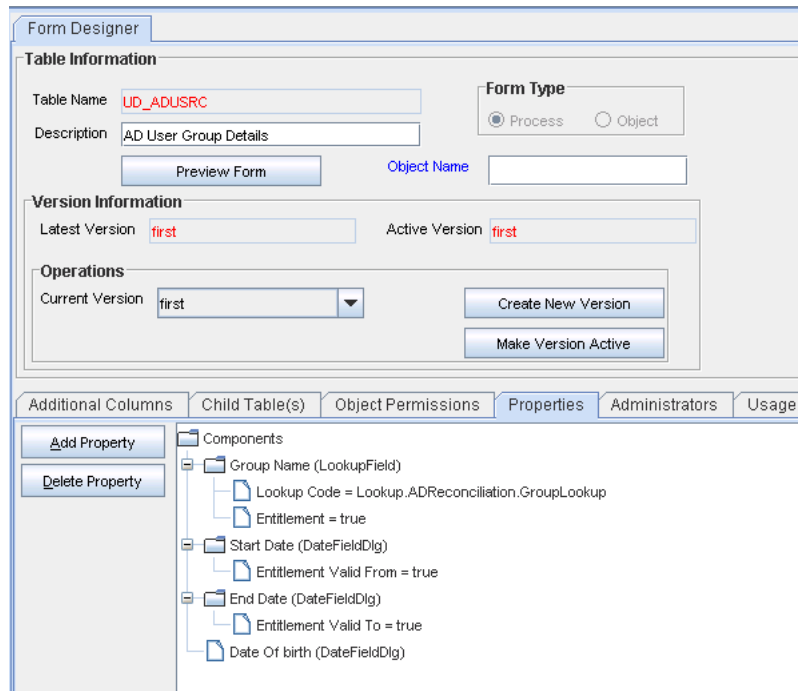 Form Designer
Table Information
Table Name UD_ADUSRC
Form Type
Process Object
Description AD User Group Details
Preview Form
Object Name
Version Information
Latest Version first
Active Version first
Operations
Current Version first
Create New Version
Make Version Active
Additional Columns Child Table(s) Object Permissions Properties Administrators Usage
Add Property
Delete Property
Components
Group Name (LookupField)
Lookup Code = Lookup.ADReconciliation.GroupLookup
Entitlement = true
Start Date (DateFieldDlg)
Entitlement Valid From = true
End Date (DateFieldDlg)
Entitlement Valid To = true
Date Of birth (DateFieldDlg)